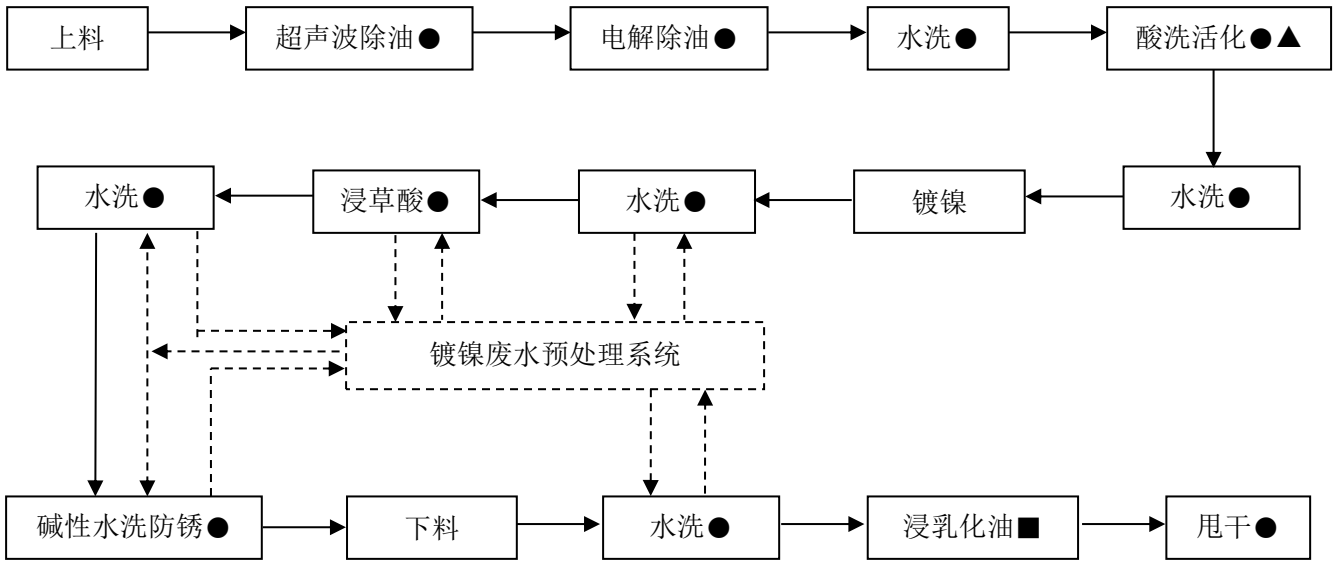 上料
超声波除油●
电解除油●
水洗●
酸洗活化●▲
水洗●
浸草酸●
水洗●
镀镍
水洗●
镀镍废水预处理系统
碱性水洗防锈●
下料
水洗●
浸乳化油■
甩干●